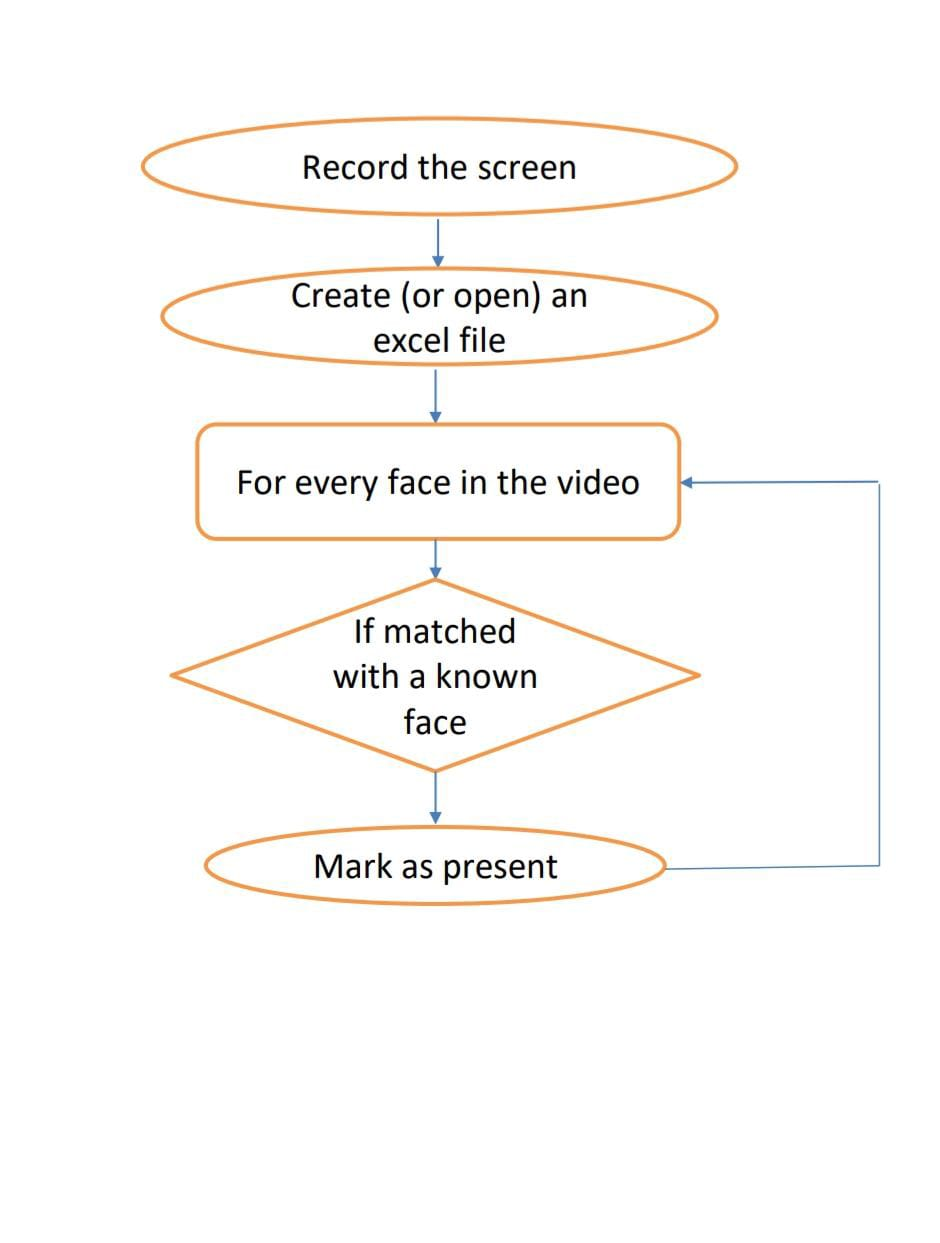 Record the screen
Create (or open) an
excel file
For every face in the video
If matched
with a known
face
Mark as present